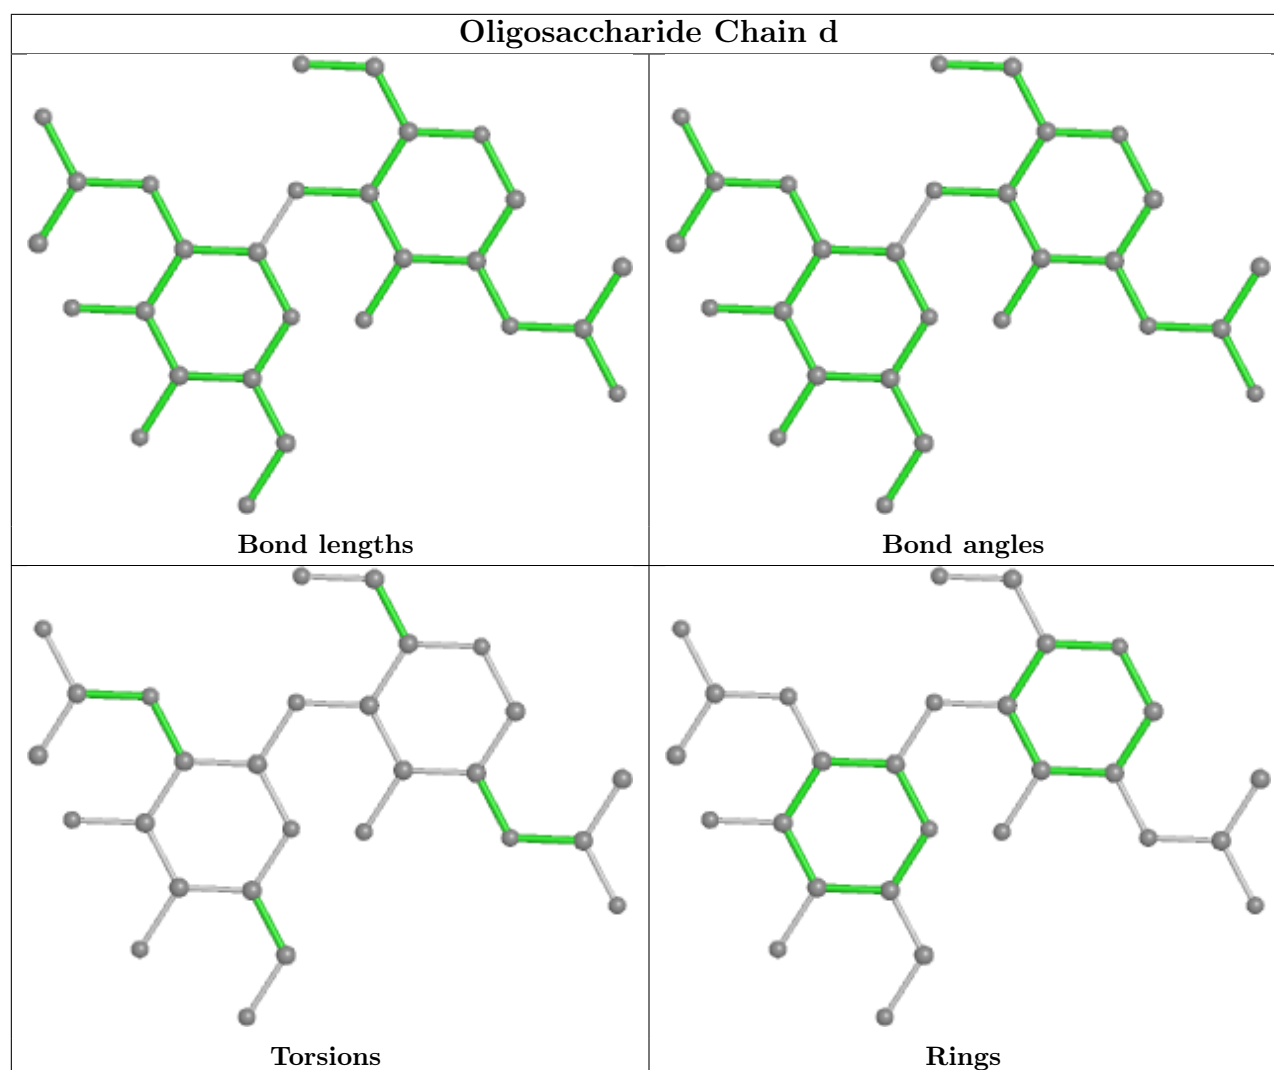 Oligosaccharide Chain d
Bond lengths
Bond angles
Torsions
Rings